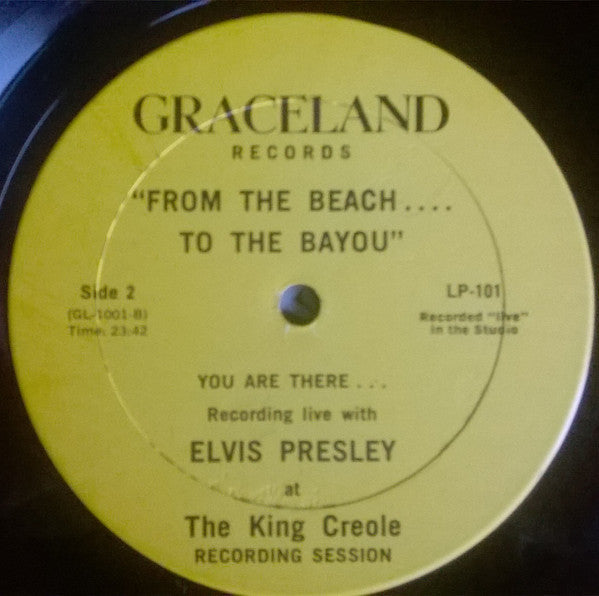 GRACELAND
RECORDS
"FROM THE BEACH....
TO THE BAYOU"
Side 2
(GL-1001-B)
Time: 23:42
LP-101
Recorded "live"
in the Studio
YOU ARE THERE...
Recording live with
ELVIS PRESLEY
at
The King Creole
RECORDING SESSION